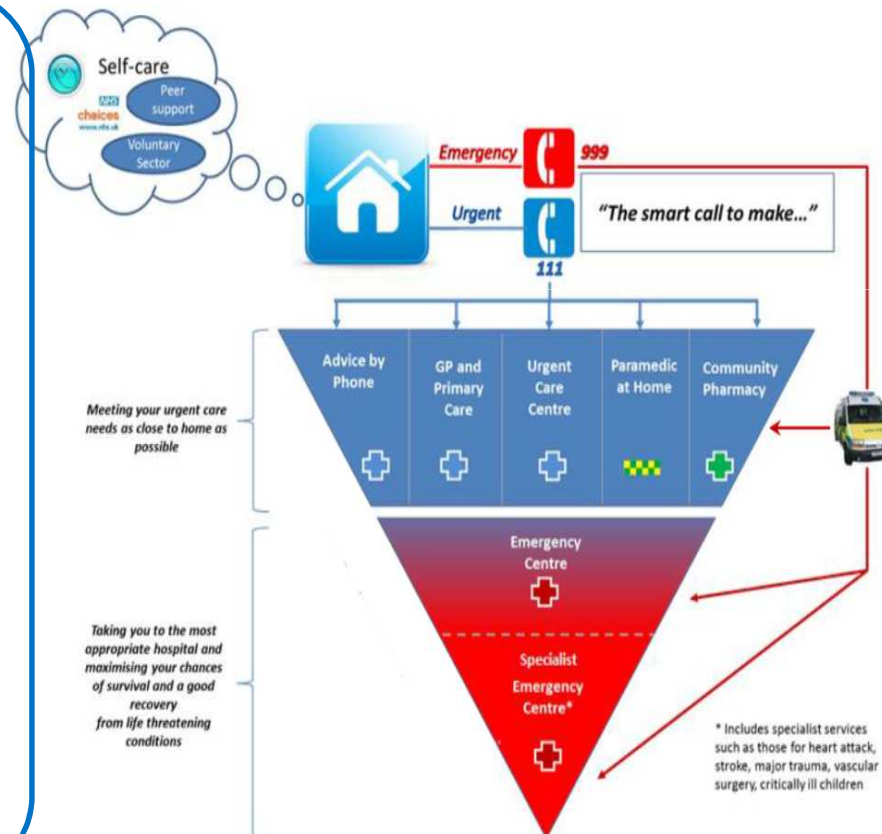 Self-care
Peer
support
NHS
choices
www.nhs.uk
Voluntary
Sector
Emergency
999
Urgent
"The smart call to make..."
111
Advice by
Phone
GP and
Primary
Care
Urgent
Care
Centre
Paramedic
at Home
Community
Pharmacy
Meeting your urgent care
needs as close to home as
possible
Emergency
Centre
Taking you to the most
appropriate hospital and
maximising your chances
of survival and a good
recovery
from life threatening
conditions
Specialist
Emergency
Centre*
* Includes specialist services
such as those for heart attack,
stroke, major trauma, vascular
surgery, critically ill children